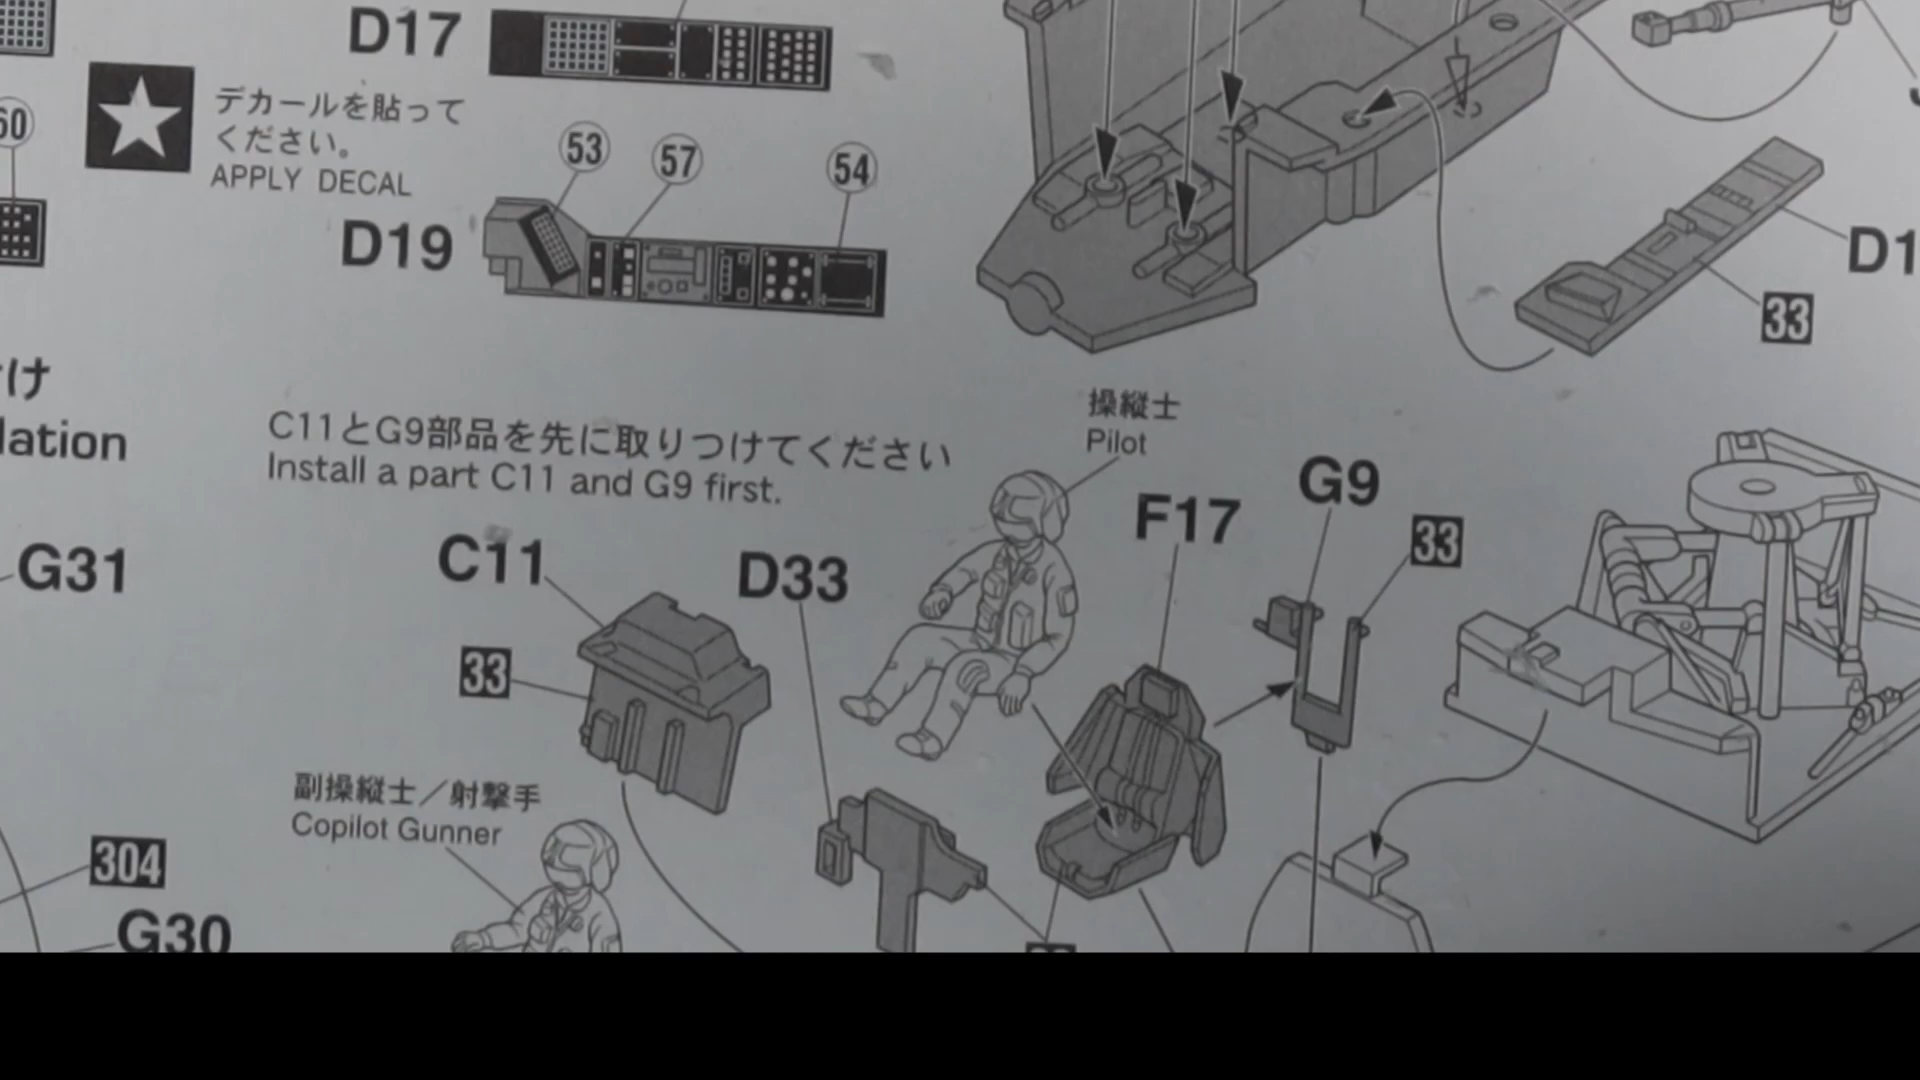 D17
60
デカールを貼って
ください。
APPLY DECAL
53
57
54
D19
33
け
lation
C11とG9部品を先に取りつけてください
Install a part C11 and G9 first.
操縦士
Pilot
G9
F17
33
C11
D33
G31
33
副操縦士／射撃手
Copilot Gunner
304
G30